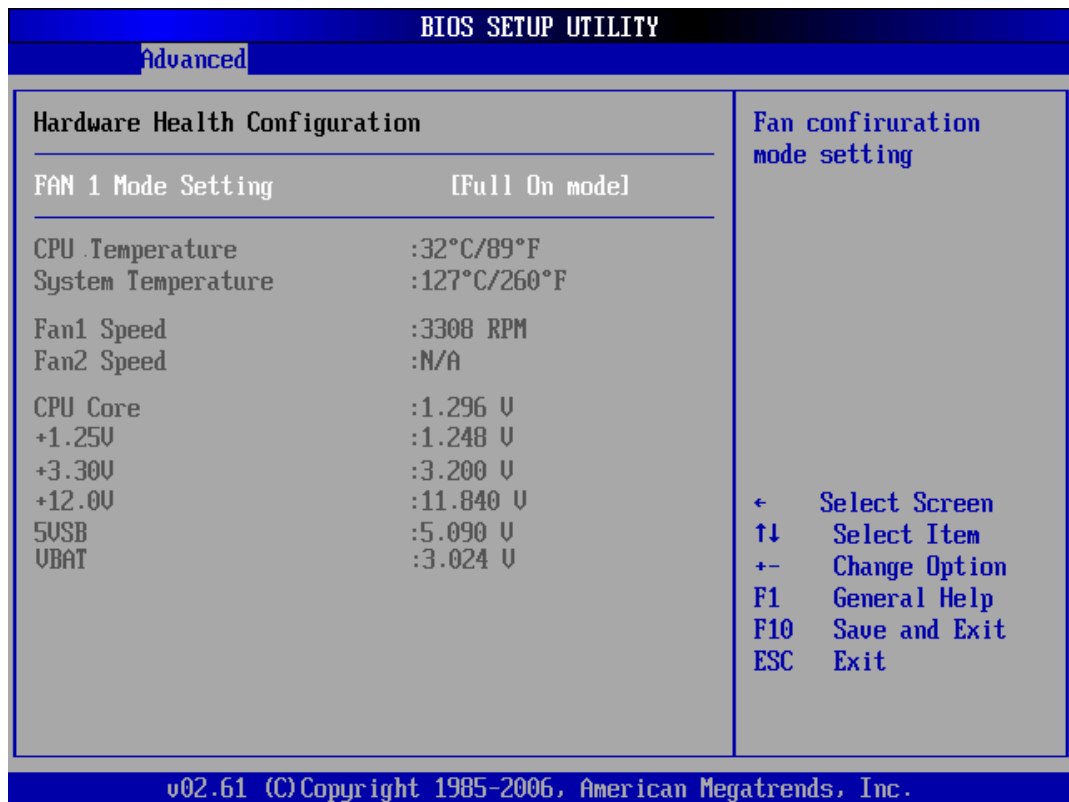 BIOS SETUP UTILITY
Advanced
Hardware Health Configuration
FAN 1 Mode Setting [Full On mode]
CPU Temperature :32°C/89°F
System Temperature :127°C/260°F
Fan1 Speed :3308 RPM
Fan2 Speed :N/A
CPU Core :1.296 V
+1.25V :1.248 V
+3.30V :3.200 V
+12.0V :11.840 V
5VSB :5.090 V
VBAT :3.024 V
Fan confiruration
mode setting
← Select Screen
↑↓ Select Item
+- Change Option
F1 General Help
F10 Save and Exit
ESC Exit
v02.61 (C)Copyright 1985-2006, American Megatrends, Inc.